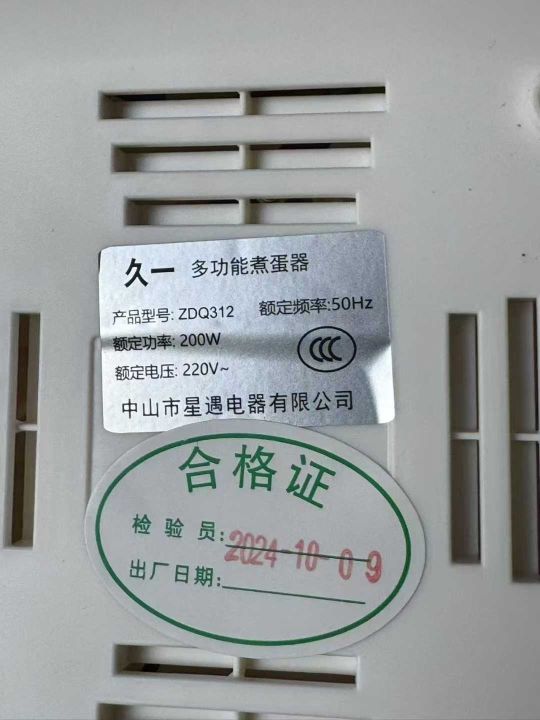 久一 多功能煮蛋器
产品型号: ZDQ312 额定频率:50Hz
额定功率: 200W
额定电压: 220V~
CCC
中山市星遇电器有限公司
合格证
检验员:
2024-10-09
出厂日期: